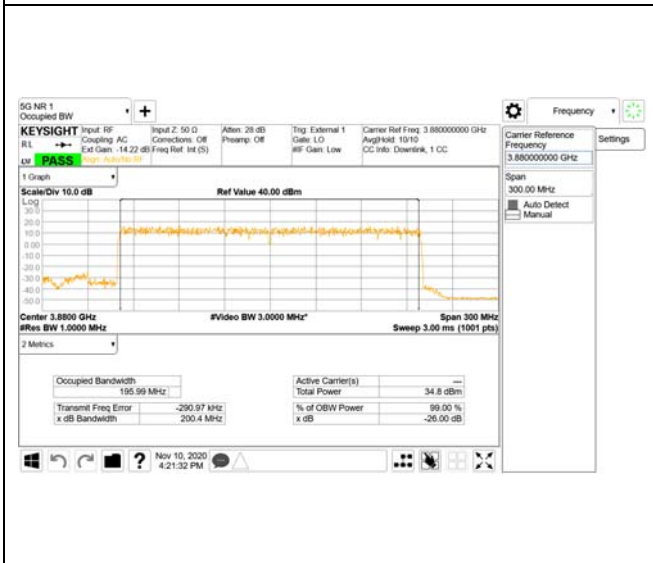 5G NR 1
Occupied BW
+
Frequency
KEYSIGHT
RL
LM
PASS
Input: RF
Coupling: AC
Ext Gain: -14.22 dB
Align: Auto/No RF
Input Z: 50 Ω
Corrections: Off
Freq Ref: Int (S)
Atten: 28 dB
Preamp: Off
Trig: External 1
Gate: LO
#IF Gain: Low
Carrier Ref Freq: 3.880000000 GHz
Avg|Hold: 10/10
CC Info: Downlink, 1 CC
Carrier Reference
Frequency
3.880000000 GHz
Settings
Span
300.00 MHz
Auto Detect
Manual
1 Graph
Scale/Div 10.0 dB
Ref Value 40.00 dBm
Log
30.0
20.0
10.0
0.00
-10.0
-20.0
-30.0
-40.0
-50.0
Center 3.8800 GHz
#Video BW 3.0000 MHz*
Span 300 MHz
#Res BW 1.0000 MHz
Sweep 3.00 ms (1001 pts)
2 Metrics
Occupied Bandwidth
195.99 MHz
Active Carrier(s)
---
Total Power
34.8 dBm
Transmit Freq Error
-290.97 kHz
% of OBW Power
99.00 %
x dB Bandwidth
200.4 MHz
x dB
-26.00 dB
?
Nov 10, 2020
4:21:32 PM